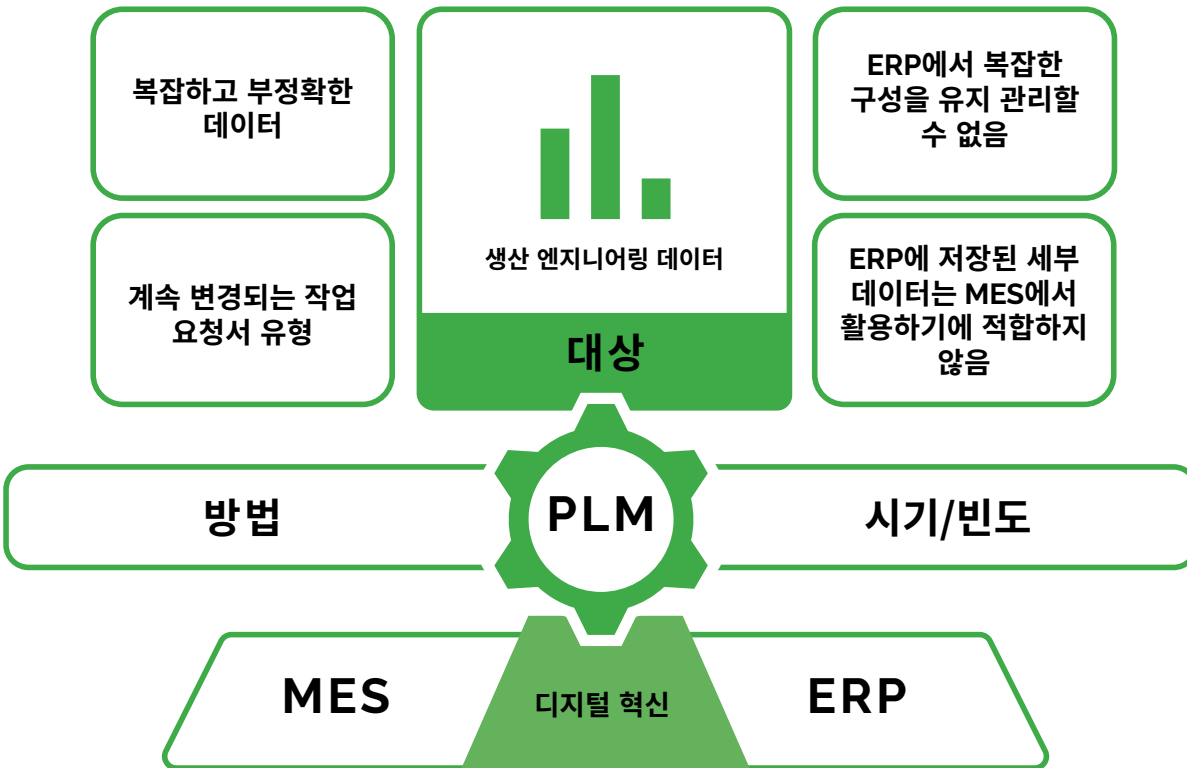 복잡하고 부정확한
데이터
계속 변경되는 작업
요청서 유형
생산 엔지니어링 데이터
대상
ERP에서 복잡한
구성을 유지 관리할
수 없음
ERP에 저장된 세부
데이터는 MES에서
활용하기에 적합하지
않음
방법
PLM
시기/빈도
MES
디지털 혁신
ERP